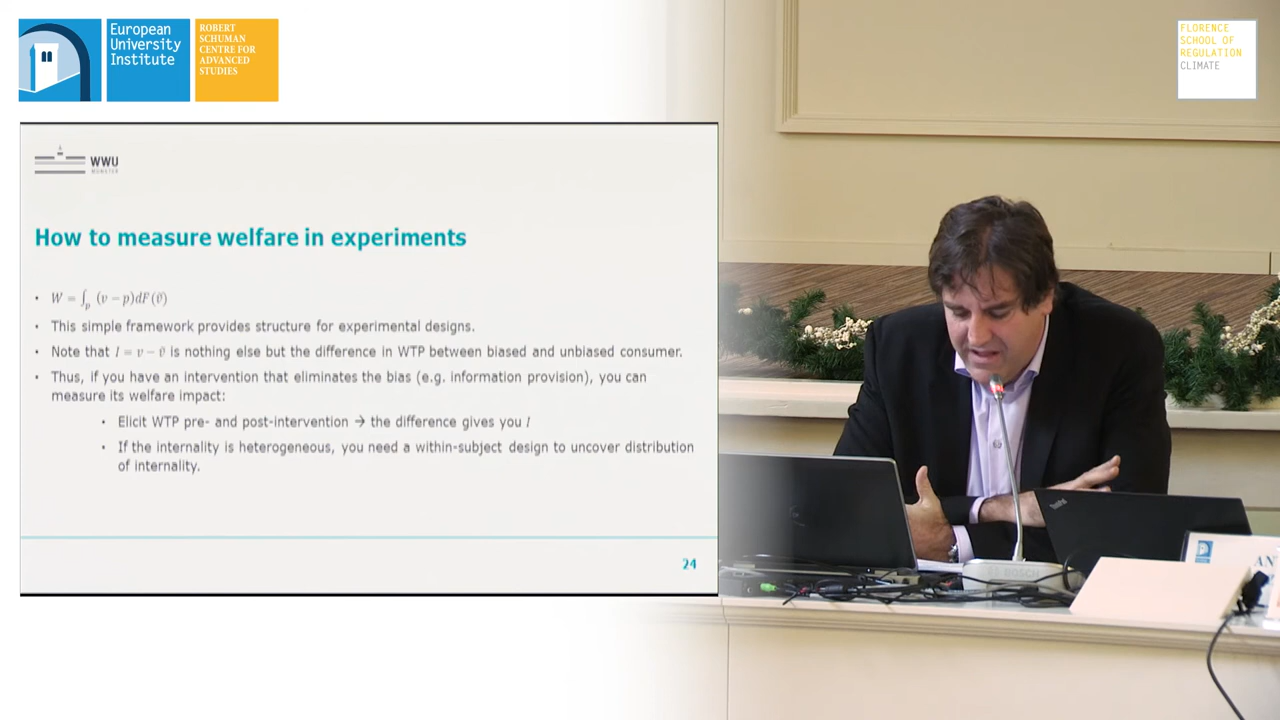 European
University
Institute
ROBERT
SCHUMAN
CENTRE FOR
ADVANCED
STUDIES
FLORENCE
SCHOOL OF
REGULATION
CLIMATE
WWU
MÜNSTER
How to measure welfare in experiments
• W = ∫ₚ (v − p)dF(v̂)
• This simple framework provides structure for experimental designs.
• Note that I = v − v̂ is nothing else but the difference in WTP between biased and unbiased consumer.
• Thus, if you have an intervention that eliminates the bias (e.g. information provision), you can
measure its welfare impact:
• Elicit WTP pre- and post-intervention → the difference gives you I
• If the internality is heterogeneous, you need a within-subject design to uncover distribution
of internality.
24
ThinkPad
BOSCH
AN